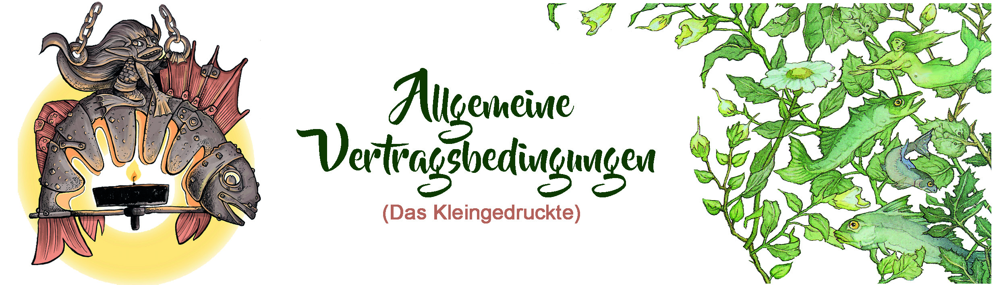 Allgemeine
Vertragsbedingungen
(Das Kleingedruckte)